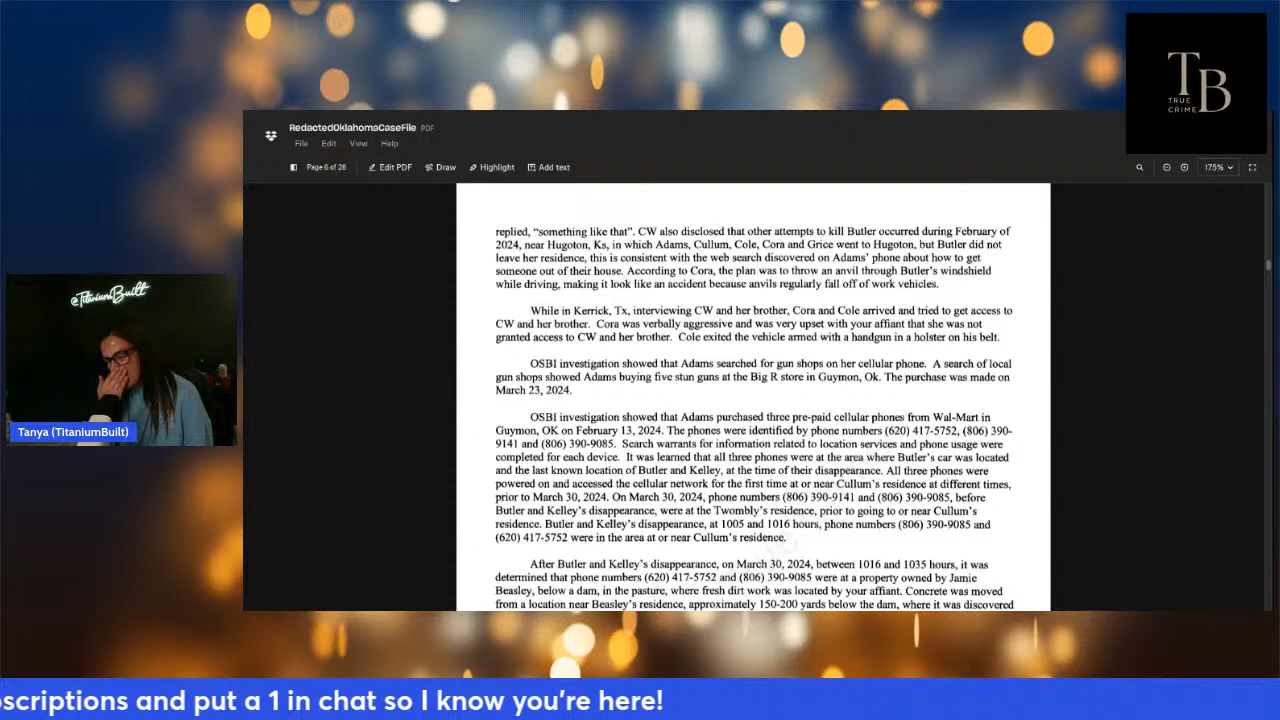 TB
TRUE
CRIME
RedactedOklahomaCaseFile PDF
File Edit View Help
Page 6 of 28 Edit PDF Draw Highlight Add text 175%
replied, “something like that”. CW also disclosed that other attempts to kill Butler occurred during February of
2024, near Hugoton, Ks, in which Adams, Cullum, Cole, Cora and Grice went to Hugoton, but Butler did not
leave her residence, this is consistent with the web search discovered on Adams’ phone about how to get
someone out of their house. According to Cora, the plan was to throw an anvil through Butler’s windshield
while driving, making it look like an accident because anvils regularly fall off of work vehicles.
While in Kerrick, Tx, interviewing CW and her brother, Cora and Cole arrived and tried to get access to
CW and her brother. Cora was verbally aggressive and was very upset with your affiant that she was not
granted access to CW and her brother. Cole exited the vehicle armed with a handgun in a holster on his belt.
OSBI investigation showed that Adams searched for gun shops on her cellular phone. A search of local
gun shops showed Adams buying five stun guns at the Big R store in Guymon, Ok. The purchase was made on
March 23, 2024.
OSBI investigation showed that Adams purchased three pre-paid cellular phones from Wal-Mart in
Guymon, OK on February 13, 2024. The phones were identified by phone numbers (620) 417-5752, (806) 390-
9141 and (806) 390-9085. Search warrants for information related to location services and phone usage were
completed for each device. It was learned that all three phones were at the area where Butler’s car was located
and the last known location of Butler and Kelley, at the time of their disappearance. All three phones were
powered on and accessed the cellular network for the first time at or near Cullum’s residence at different times,
prior to March 30, 2024. On March 30, 2024, phone numbers (806) 390-9141 and (806) 390-9085, before
Butler and Kelley’s disappearance, were at the Twombly’s residence, prior to going to or near Cullum’s
residence. Butler and Kelley’s disappearance, at 1005 and 1016 hours, phone numbers (806) 390-9085 and
(620) 417-5752 were in the area at or near Cullum’s residence.
After Butler and Kelley’s disappearance, on March 30, 2024, between 1016 and 1035 hours, it was
determined that phone numbers (620) 417-5752 and (806) 390-9085 were at a property owned by Jamie
Beasley, below a dam, in the pasture, where fresh dirt work was located by your affiant. Concrete was moved
from a location near Beasley’s residence, approximately 150-200 yards below the dam, where it was discovered
@TitaniumBuilt
Tanya (TitaniumBuilt)
oscriptions and put a 1 in chat so I know you’re here!